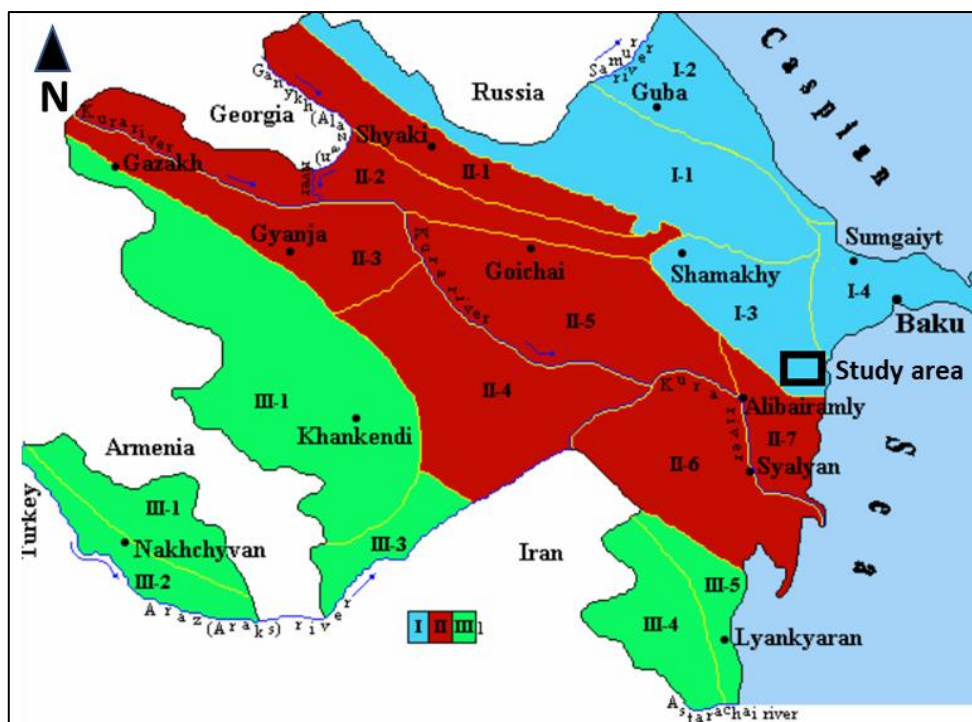 N
Caspian
Sea
Samur
river
I-2
Guba
Russia
Georgia
Ganykh (Alazan)
river
Kurariver
Shyaki
Gazakh
II-2
II-1
I-1
Gyanja
II-3
Kura river
Goichai
Shamakhy
Sumgaiyt
I-3
I-4
Baku
II-5
Study area
III-1
II-4
Kura
river
Alibairamly
Khankendi
II-7
Armenia
II-6
Syalyan
Turkey
III-1
Nakhchyvan
III-2
III-3
Iran
III-5
Araz (Araks) river
I II III 1
III-4
Lyankyaran
Astarachai river